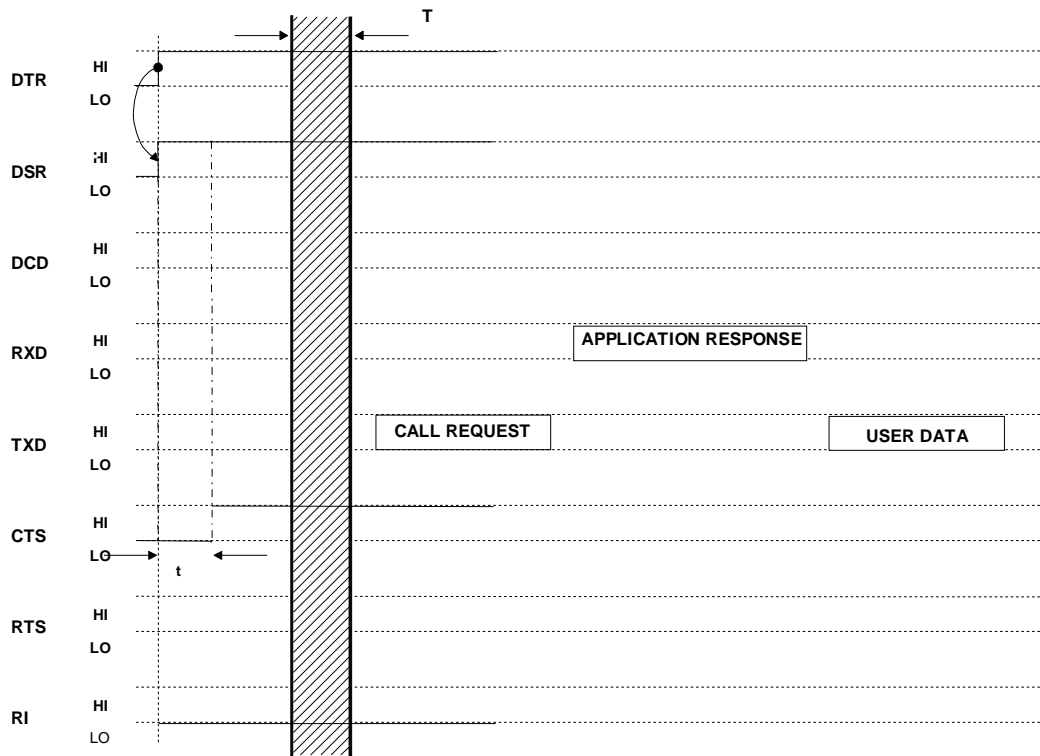 T
DTR HI
LO
DSR HI
LO
DCD HI
LO
RXD HI
LO
APPLICATION RESPONSE
TXD HI
LO
CALL REQUEST
USER DATA
CTS HI
LO
t
RTS HI
LO
RI HI
LO